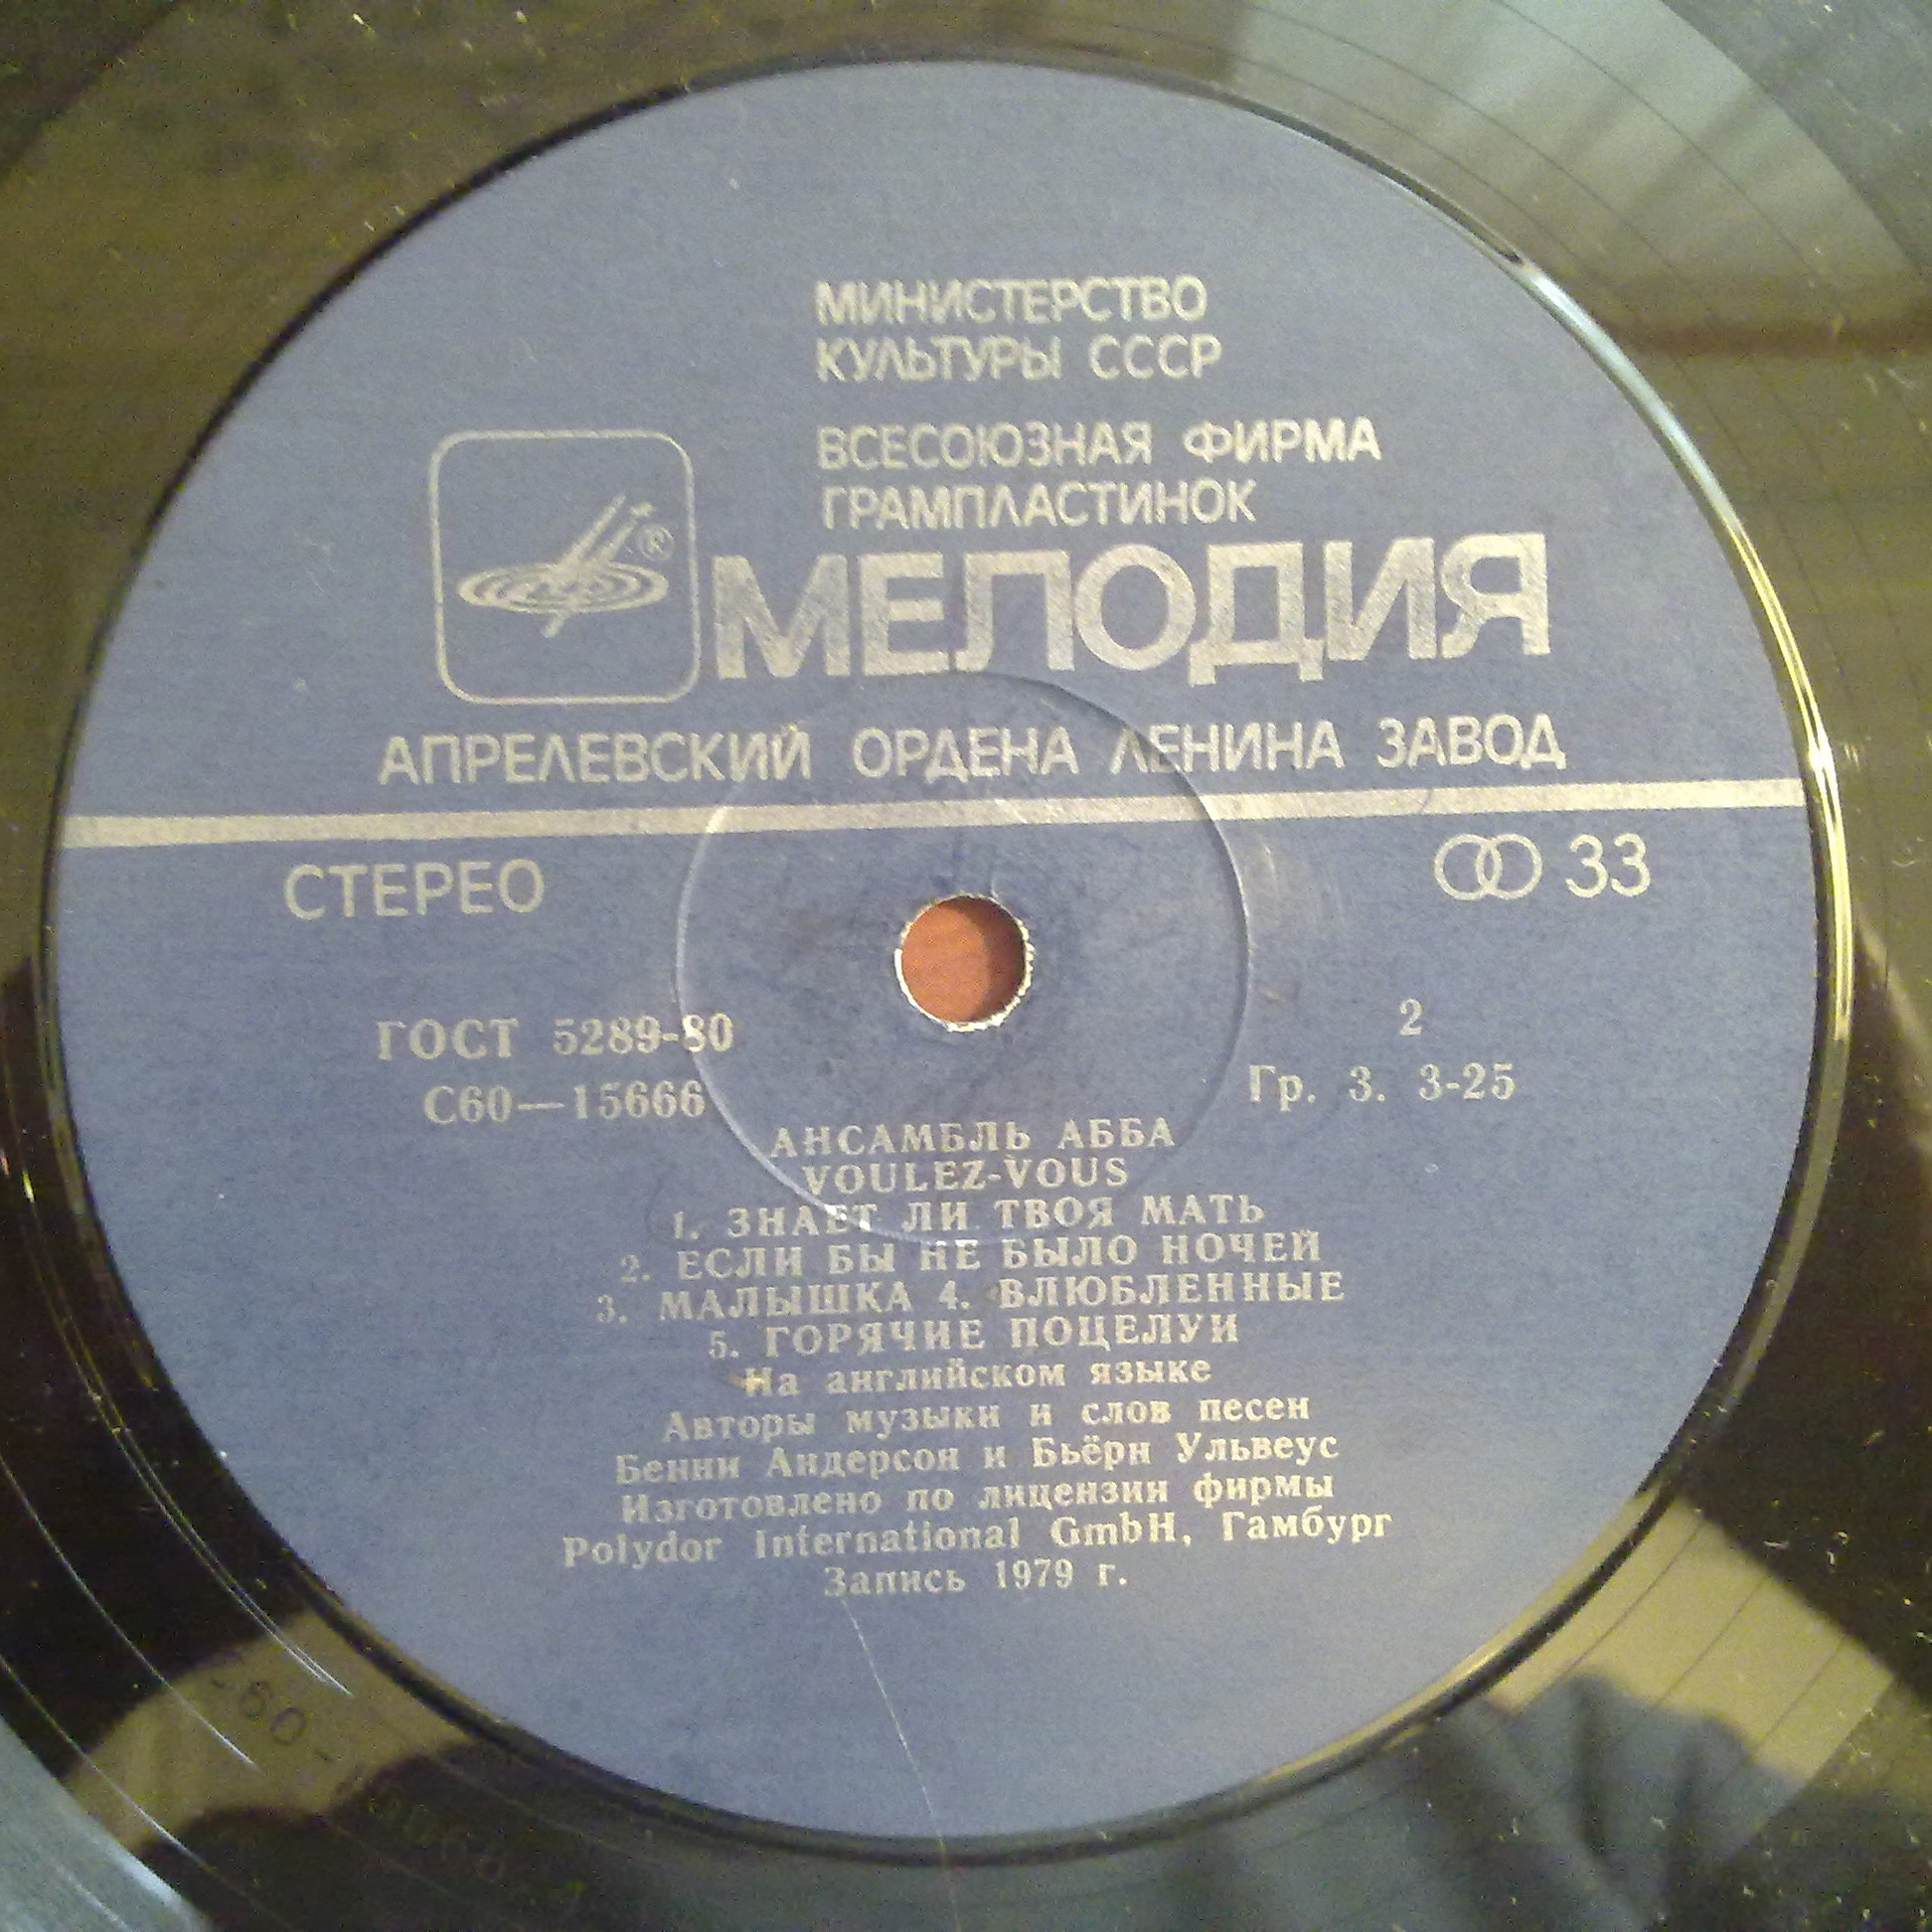 МИНИСТЕРСТВО
КУЛЬТУРЫ СССР
ВСЕСОЮЗНАЯ ФИРМА
ГРАМПЛАСТИНОК
®
МЕЛОДИЯ
АПРЕЛЕВСКИЙ ОРДЕНА ЛЕНИНА ЗАВОД
СТЕРЕО 33
ГОСТ 5289-80 2
С60—15666 Гр. 3. 3-25
АНСАМБЛЬ АББА
VOULEZ-VOUS
1. ЗНАЕТ ЛИ ТВОЯ МАТЬ
2. ЕСЛИ БЫ НЕ БЫЛО НОЧЕЙ
3. МАЛЫШКА 4. ВЛЮБЛЕННЫЕ
5. ГОРЯЧИЕ ПОЦЕЛУИ
На английском языке
Авторы музыки и слов песен
Бенни Андерсон и Бьёрн Ульвеус
Изготовлено по лицензии фирмы
Polydor International GmbH, Гамбург
Запись 1979 г.